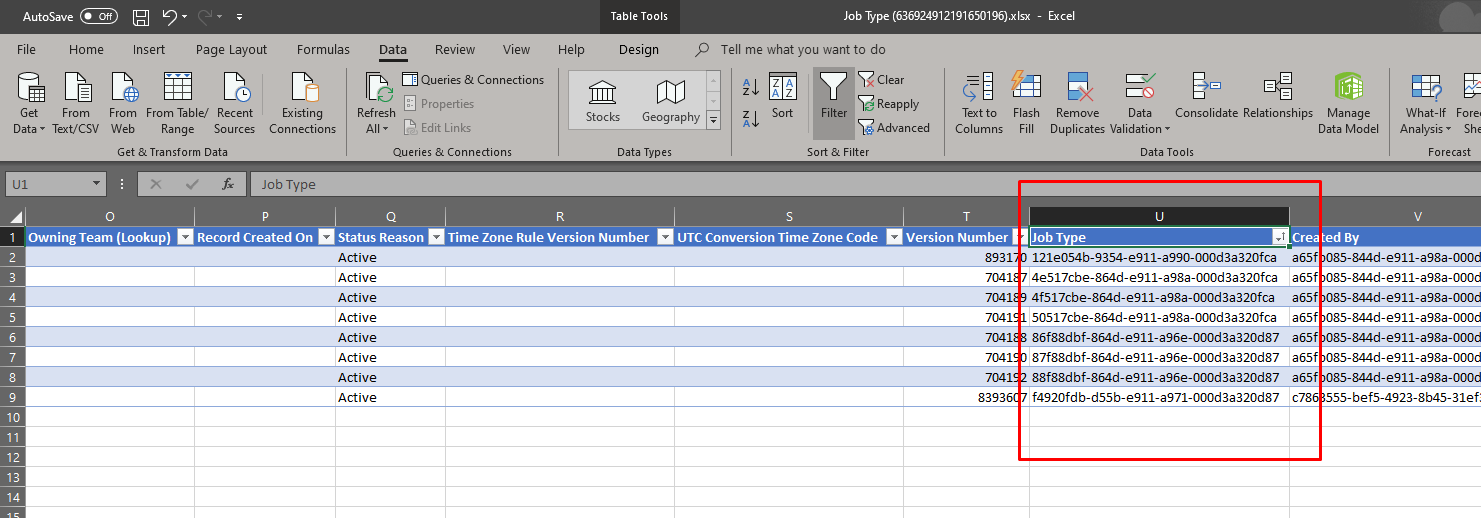 AutoSave Off Table Tools Job Type (636924912191650196).xlsx - Excel
File Home Insert Page Layout Formulas Data Review View Help Design Tell me what you want to do
Get Data
From Text/CSV
From Web
From Table/ Range
Recent Sources
Existing Connections
Get & Transform Data
Refresh All
Queries & Connections
Properties
Edit Links
Queries & Connections
Stocks Geography
Data Types
Sort
Filter
Clear
Reapply
Advanced
Sort & Filter
Text to Columns
Flash Fill
Remove Duplicates
Data Validation
Consolidate
Relationships
Manage Data Model
Data Tools
What-If Analysis
Forecast
U1 fx Job Type
O P Q R S T U V
1 Owning Team (Lookup) Record Created On Status Reason Time Zone Rule Version Number UTC Conversion Time Zone Code Version Number Job Type Created By
2 Active 893170 121e054b-9354-e911-a990-000d3a320fca a65fb085-844d-e911-a98a-000d
3 Active 704187 4e517cbe-864d-e911-a98a-000d3a320fca a65fb085-844d-e911-a98a-000d
4 Active 704189 4f517cbe-864d-e911-a98a-000d3a320fca a65fb085-844d-e911-a98a-000d
5 Active 704191 50517cbe-864d-e911-a98a-000d3a320fca a65fb085-844d-e911-a98a-000d
6 Active 704188 86f88dbf-864d-e911-a96e-000d3a320d87 a65fb085-844d-e911-a98a-000d
7 Active 704190 87f88dbf-864d-e911-a96e-000d3a320d87 a65fb085-844d-e911-a98a-000d
8 Active 704192 88f88dbf-864d-e911-a96e-000d3a320d87 a65fb085-844d-e911-a98a-000d
9 Active 8393607 f4920fdb-d55b-e911-a971-000d3a320d87 c7863555-bef5-4923-8b45-31ef
10
11
12
13
14
15